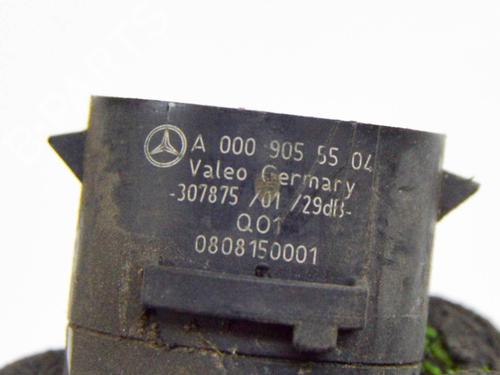 A 000 905 55 04
Valeo Germany
-307875 /01 /29dB-
Q01
0808150001